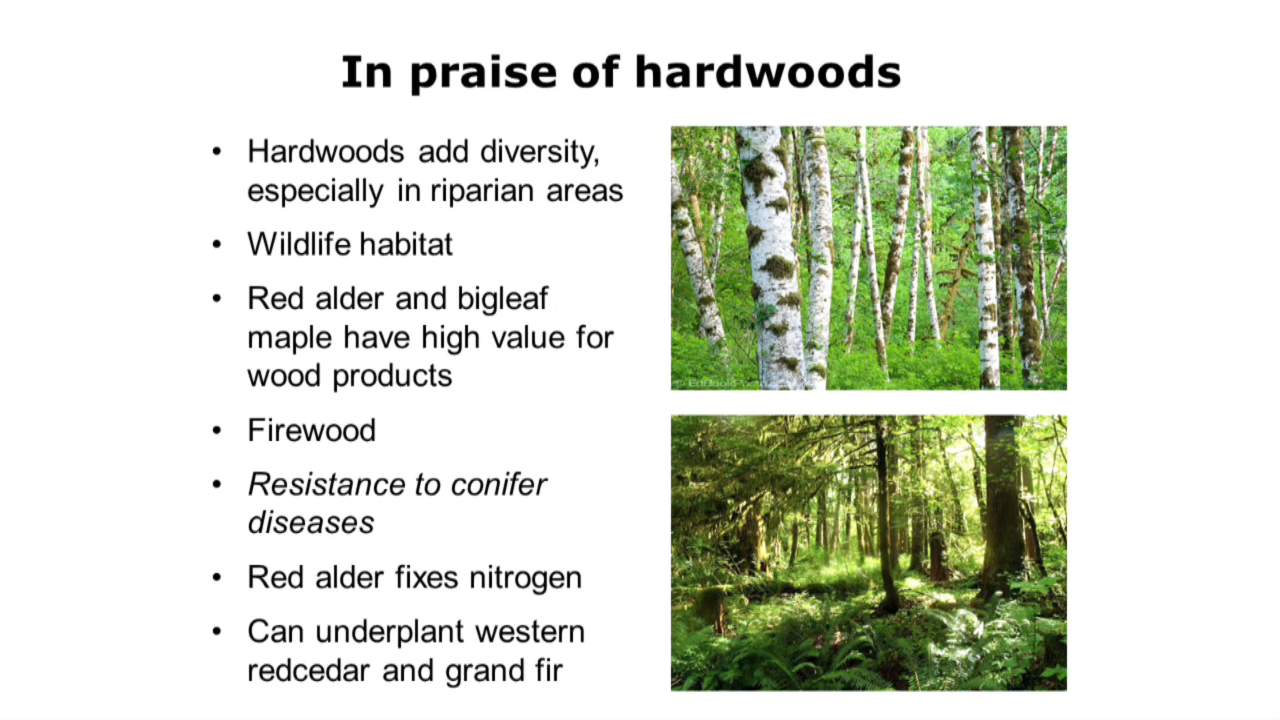 In praise of hardwoods
• Hardwoods add diversity,
especially in riparian areas
• Wildlife habitat
• Red alder and bigleaf
maple have high value for
wood products
• Firewood
• Resistance to conifer
diseases
• Red alder fixes nitrogen
• Can underplant western
redcedar and grand fir